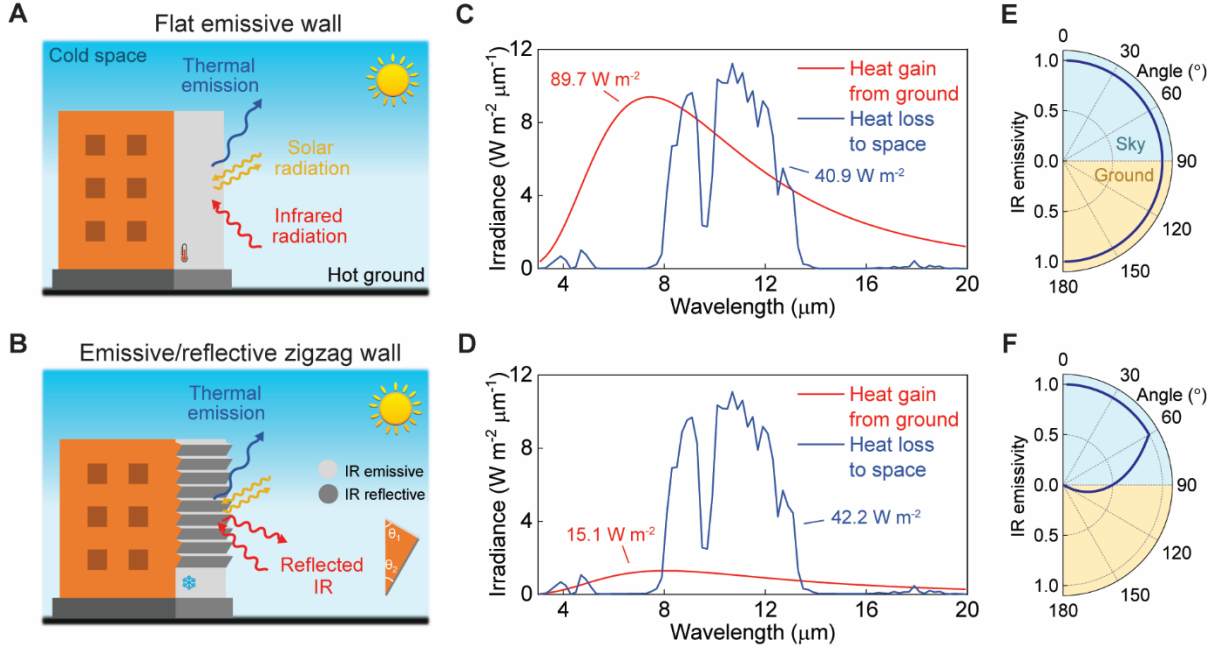 A
Flat emissive wall
Cold space
Thermal
emission
Solar
radiation
Infrared
radiation
Hot ground
B
Emissive/reflective zigzag wall
Thermal
emission
IR emissive
IR reflective
θ1
θ2
Reflected
IR
C
Irradiance (W m-2 μm-1)
12
8
4
0
89.7 W m-2
Heat gain
from ground
Heat loss
to space
40.9 W m-2
4
8
12
16
20
Wavelength (μm)
D
Irradiance (W m-2 μm-1)
12
8
4
0
15.1 W m-2
Heat gain
from ground
Heat loss
to space
42.2 W m-2
4
8
12
16
20
Wavelength (μm)
E
IR emissivity
1.0
0.5
0.0
0.5
1.0
0
30
Angle (°)
60
Sky
90
Ground
120
150
180
F
IR emissivity
1.0
0.5
0.0
0.5
1.0
0
30
Angle (°)
60
90
120
150
180